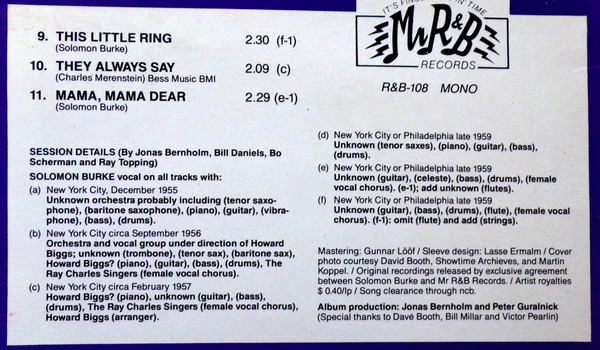 9. THIS LITTLE RING 2.30 (f-1)
(Solomon Burke)
10. THEY ALWAYS SAY 2.09 (c)
(Charles Merenstein) Bess Music BMI
11. MAMA, MAMA DEAR 2.29 (e-1)
(Solomon Burke)
SESSION DETAILS (By Jonas Bernholm, Bill Daniels, Bo
Scherman and Ray Topping)
SOLOMON BURKE vocal on all tracks with:
(a) New York City, December 1955
Unknown orchestra probably including (tenor saxo-
phone), (baritone saxophone), (piano), (guitar), (vibra-
phone), (bass), (drums).
(b) New York City circa September 1956
Orchestra and vocal group under direction of Howard
Biggs; unknown (trombone), (tenor sax), (baritone sax),
Howard Biggs? (piano), (guitar), (bass), (drums), The
Ray Charles Singers (female vocal chorus).
(c) New York City circa February 1957
Howard Biggs? (piano), unknown (guitar), (bass),
(drums), The Ray Charles Singers (female vocal chorus),
Howard Biggs (arranger).
IT'S TIME
Mr R&B
RECORDS
R&B-108 MONO
(d) New York City or Philadelphia late 1959
Unknown (tenor saxes), (piano), (guitar), (bass),
(drums).
(e) New York City or Philadelphia late 1959
Unknown (guitar), (celeste), (bass), (drums), (female
vocal chorus). (e-1); add unknown (flutes).
(f) New York City or Philadelphia late 1959
Unknown (guitar), (bass), (drums), (flute), (female vocal
chorus). (f-1): omit (flute) and add (strings).
Mastering: Gunnar Lööf / Sleeve design: Lasse Ermalm / Cover
photo courtesy David Booth, Showtime Archieves, and Martin
Koppel. / Original recordings released by exclusive agreement
between Solomon Burke and Mr R&B Records. / Artist royalties
$ 0.40/lp / Song clearance through ncb.
Album production: Jonas Bernholm and Peter Guralnick
(Special thanks to Dave Booth, Bill Millar and Victor Pearlin)